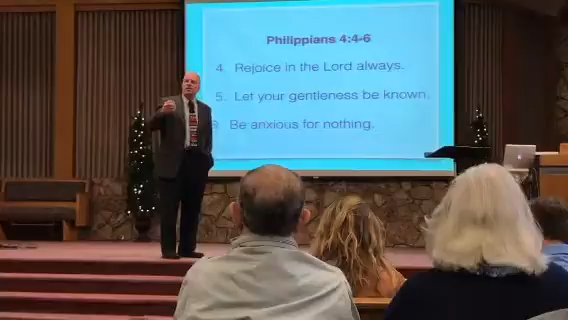 Philippians 4:4-6
4. Rejoice in the Lord always.
5. Let your gentleness be known.
Be anxious for nothing.